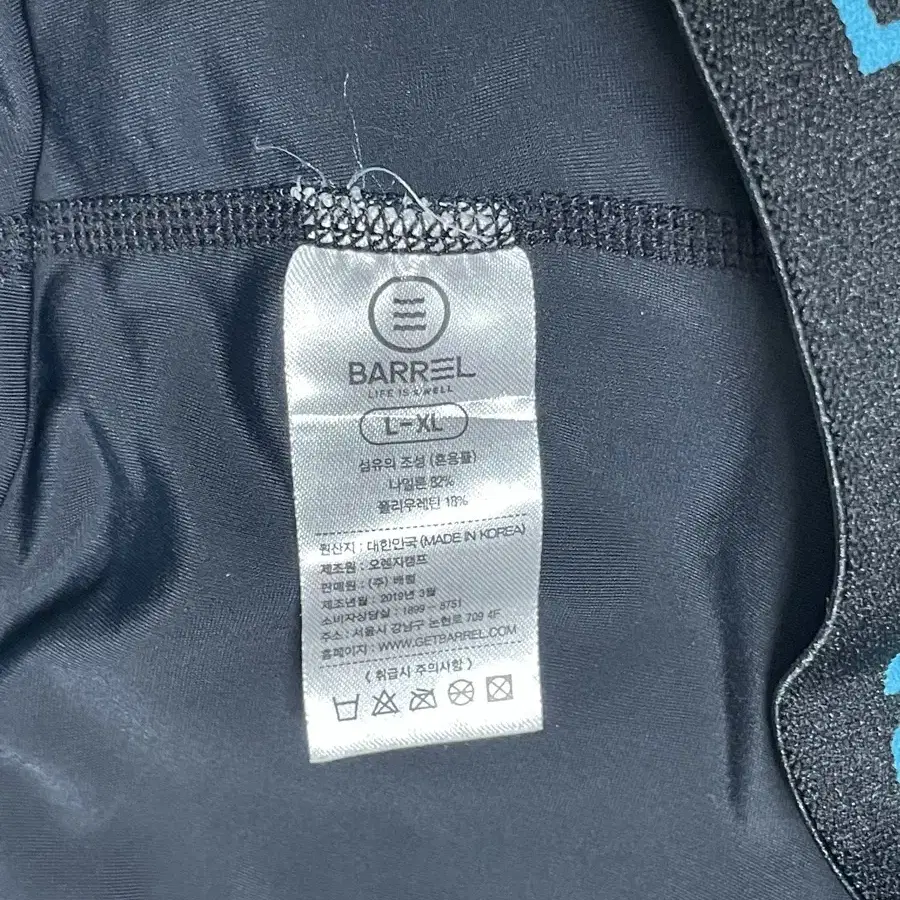 BARREL
LIFE IS SWELL
L-XL
섬유의 조성 (혼용률)
나일론 82%
폴리우레탄 18%
원산지 : 대한민국 (MADE IN KOREA)
제조원 : 오렌지캠프
판매원 : (주) 배럴
제조년월 : 2019년 3월
소비자상담실 : 1899 - 8751
주소 : 서울시 강남구 논현로 709 4F
홈페이지 : WWW.GETBARREL.COM
( 취급시 주의사항 )